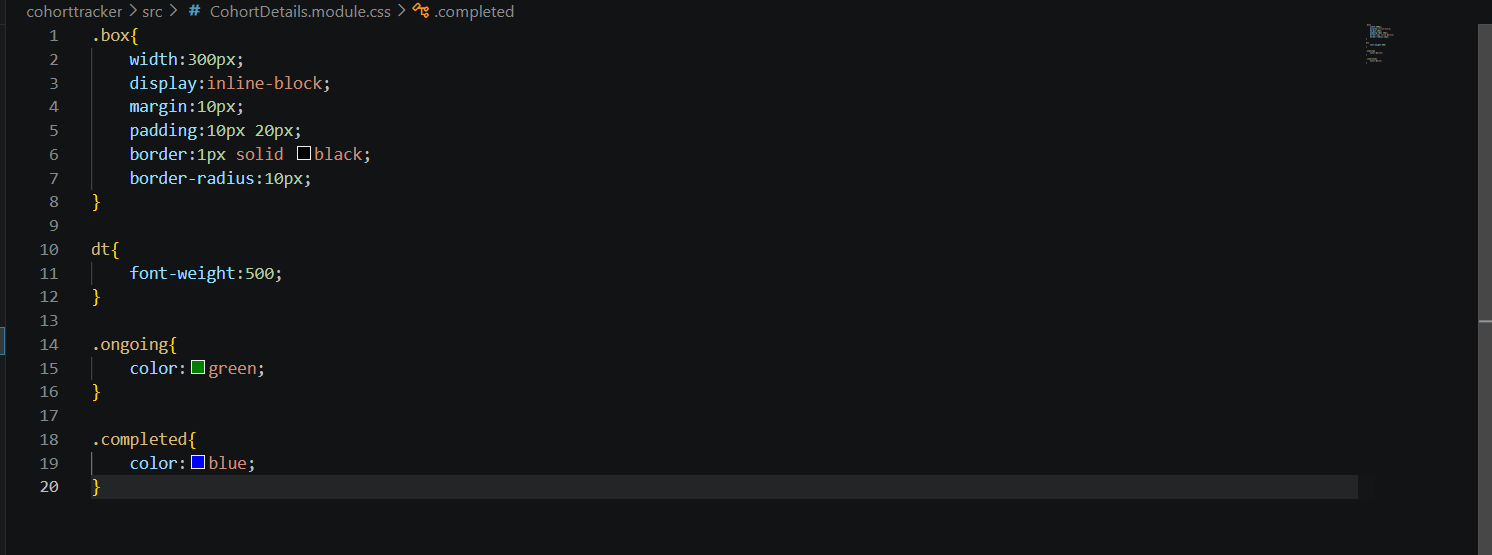 cohorttracker > src > # CohortDetails.module.css > .completed
1 .box{
2 width:300px;
3 display:inline-block;
4 margin:10px;
5 padding:10px 20px;
6 border:1px solid black;
7 border-radius:10px;
8 }
9
10 dt{
11 font-weight:500;
12 }
13
14 .ongoing{
15 color:green;
16 }
17
18 .completed{
19 color:blue;
20 }